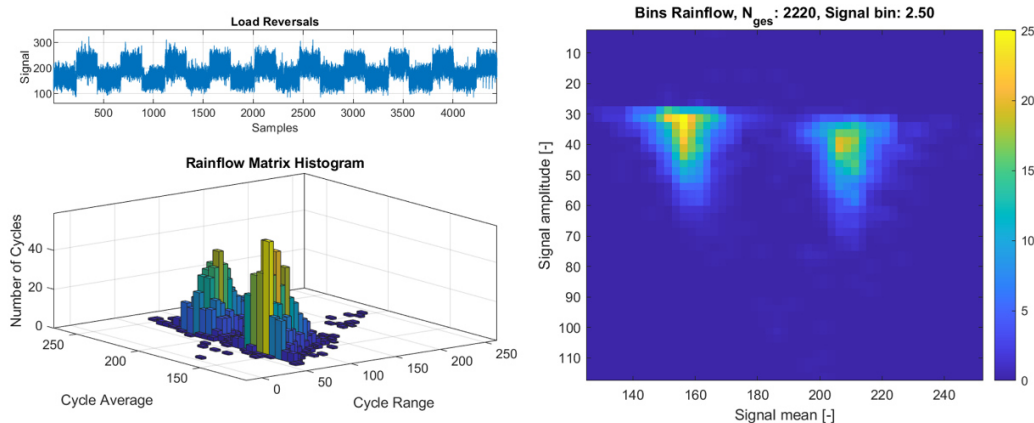 Load Reversals
300
200
100
Signal
500 1000 1500 2000 2500 3000 3500 4000
Samples
Rainflow Matrix Histogram
40
20
0
Number of Cycles
250
200
150
Cycle Average
0
50
100
150
200
250
Cycle Range
Bins Rainflow, N_ges: 2220, Signal bin: 2.50
10
20
30
40
50
60
70
80
90
100
110
Signal amplitude [-]
140 160 180 200 220 240
Signal mean [-]
25
20
15
10
5
0